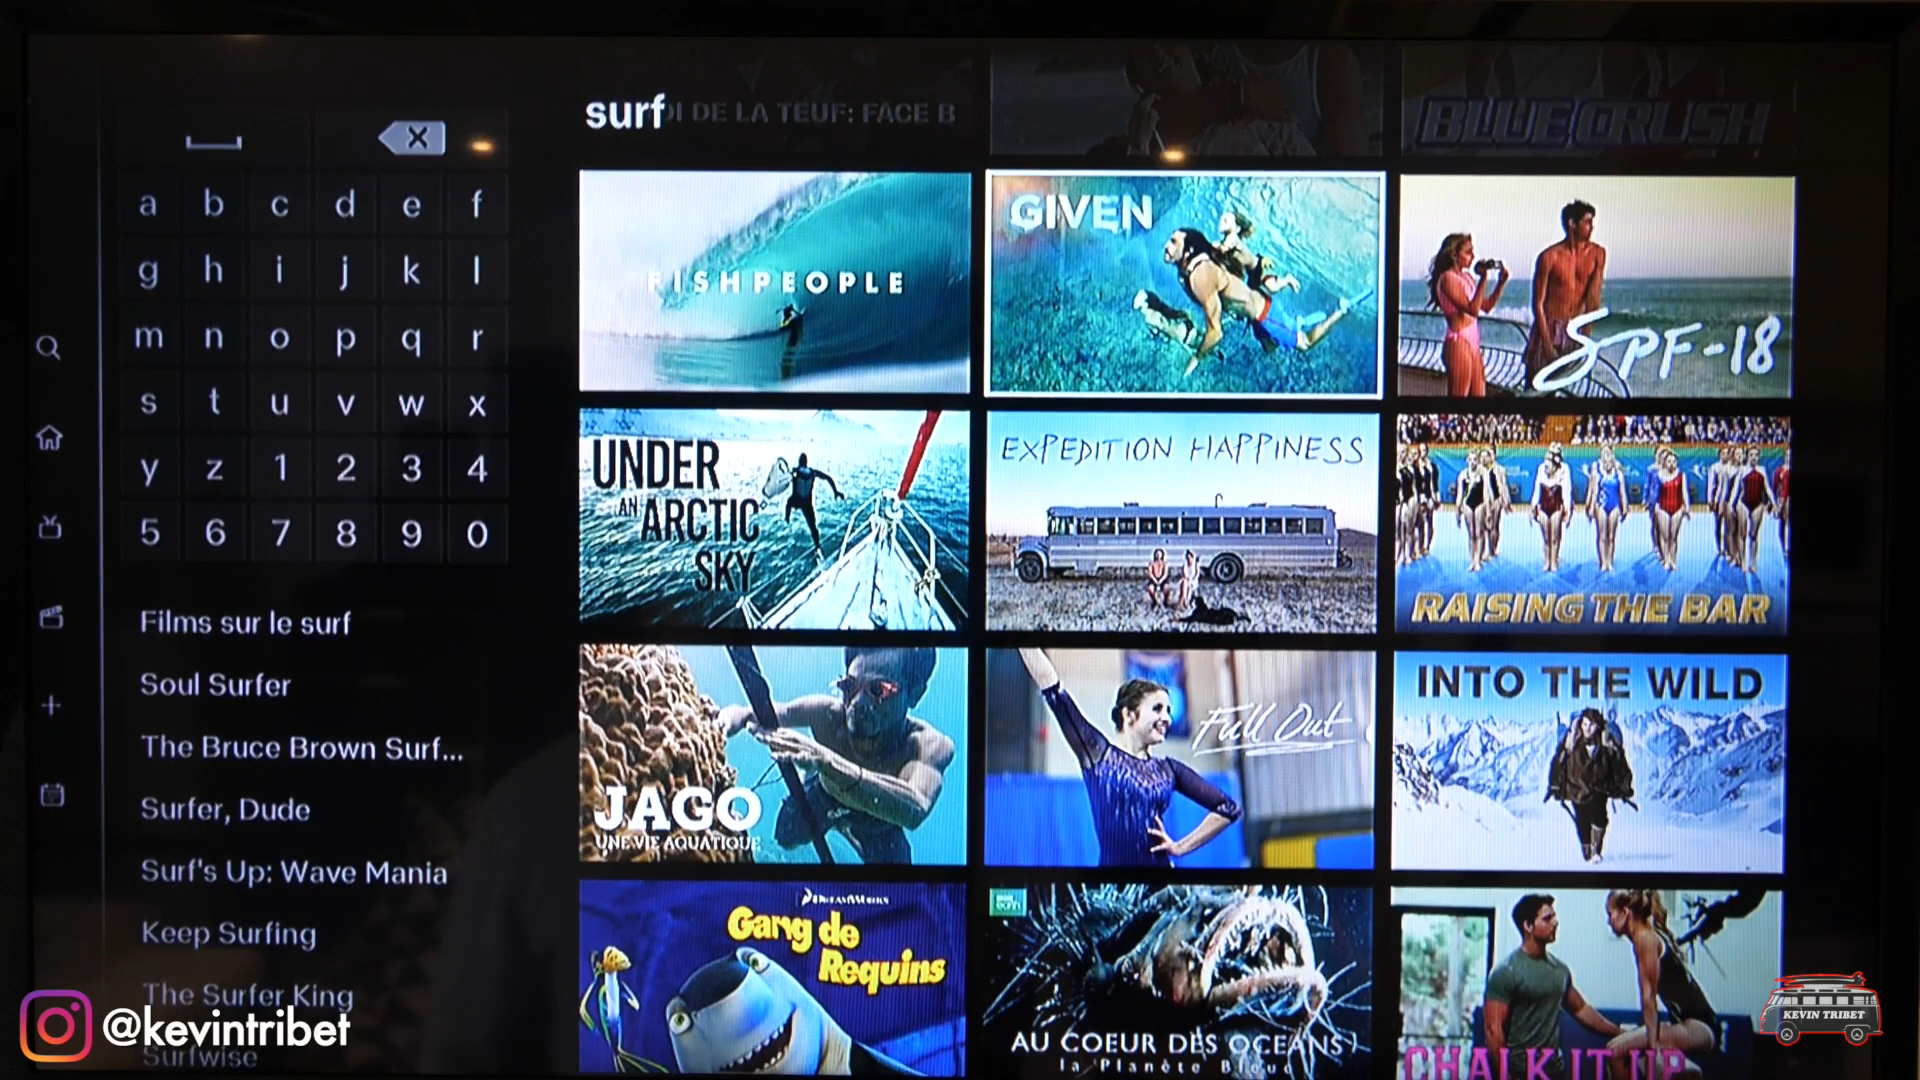 surf
OI DE LA TEUF: FACE B
BLUE CRUSH
a b c d e f
g h i j k l
m n o p q r
s t u v w x
y z 1 2 3 4
5 6 7 8 9 0
Films sur le surf
Soul Surfer
The Bruce Brown Surf...
Surfer, Dude
Surf's Up: Wave Mania
Keep Surfing
The Surfer King
Surfwise
FISHPEOPLE
GIVEN
SPF-18
UNDER
AN ARCTIC
SKY
EXPEDITION HAPPINESS
RAISING THE BAR
JAGO
UNE VIE AQUATIQUE
Full Out
INTO THE WILD
DREAMWORKS
Gang de
Requins
BBC
earth
AU COEUR DES OCEANS
la Planète Bleue
CHALK IT UP
@kevintribet
KEVIN TRIBET